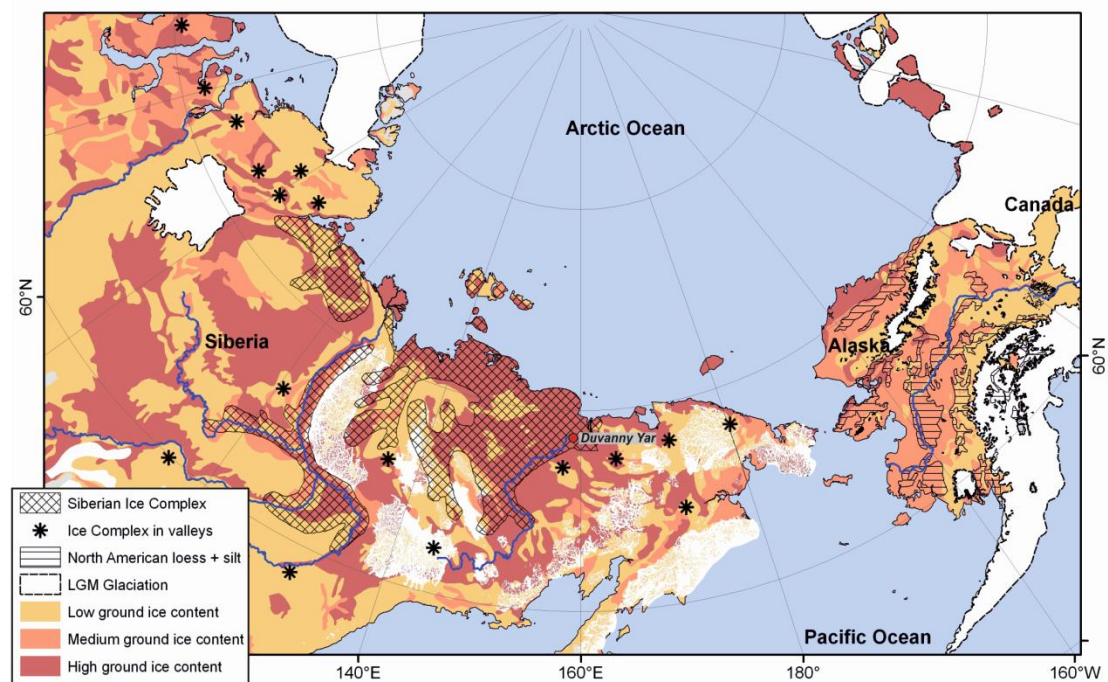 Arctic Ocean
Canada
60°N
Siberia
Alaska
60°N
Duvanny Yar
Siberian Ice Complex
Ice Complex in valleys
North American loess + silt
LGM Glaciation
Low ground ice content
Medium ground ice content
High ground ice content
Pacific Ocean
140°E
160°E
180°
160°W